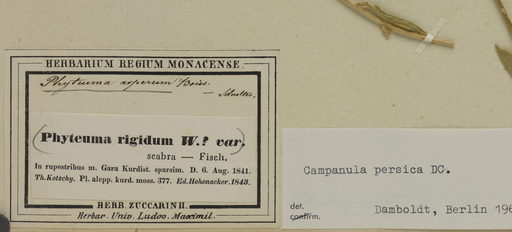 HERBARIUM REGIUM MONACENSE.
Phyteuma asperum Boiss.
— Schultes.
(Phyteuma rigidum W.? var.)
scabra — Fisch.
In rupestribus m. Gara Kurdist. sparsim. D. 6. Aug. 1841.
Th. Kotschy. Pl. alepp. kurd. moss. 377. Ed. Hohenacker. 1843.
HERB. ZUCCARINII.
Herbar. Univ. Ludov. Maximil.
Campanula persica DC.
det.
confirm.
Damboldt, Berlin 196